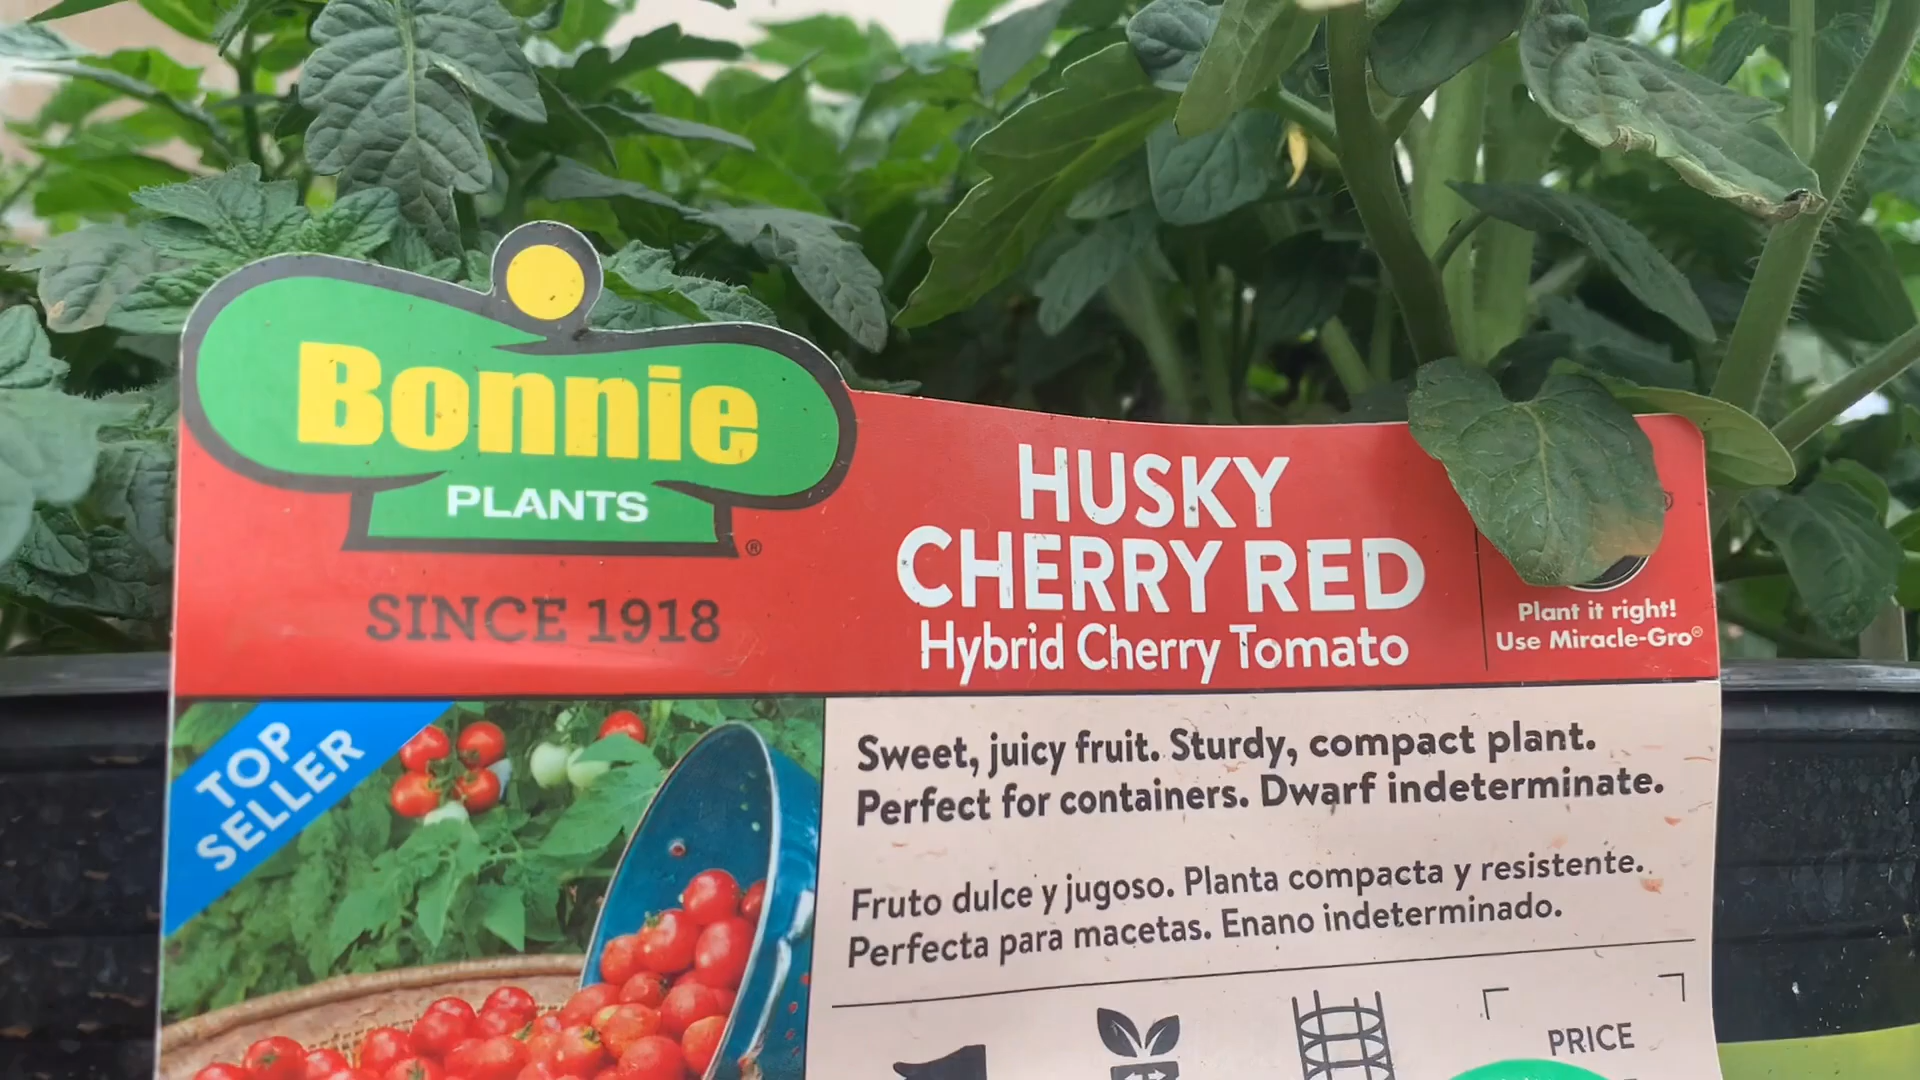 Bonnie
PLANTS
®
SINCE 1918
HUSKY
CHERRY RED
Hybrid Cherry Tomato
Plant it right!
Use Miracle-Gro®
TOP
SELLER
Sweet, juicy fruit. Sturdy, compact plant.
Perfect for containers. Dwarf indeterminate.
Fruto dulce y jugoso. Planta compacta y resistente.
Perfecta para macetas. Enano indeterminado.
PRICE